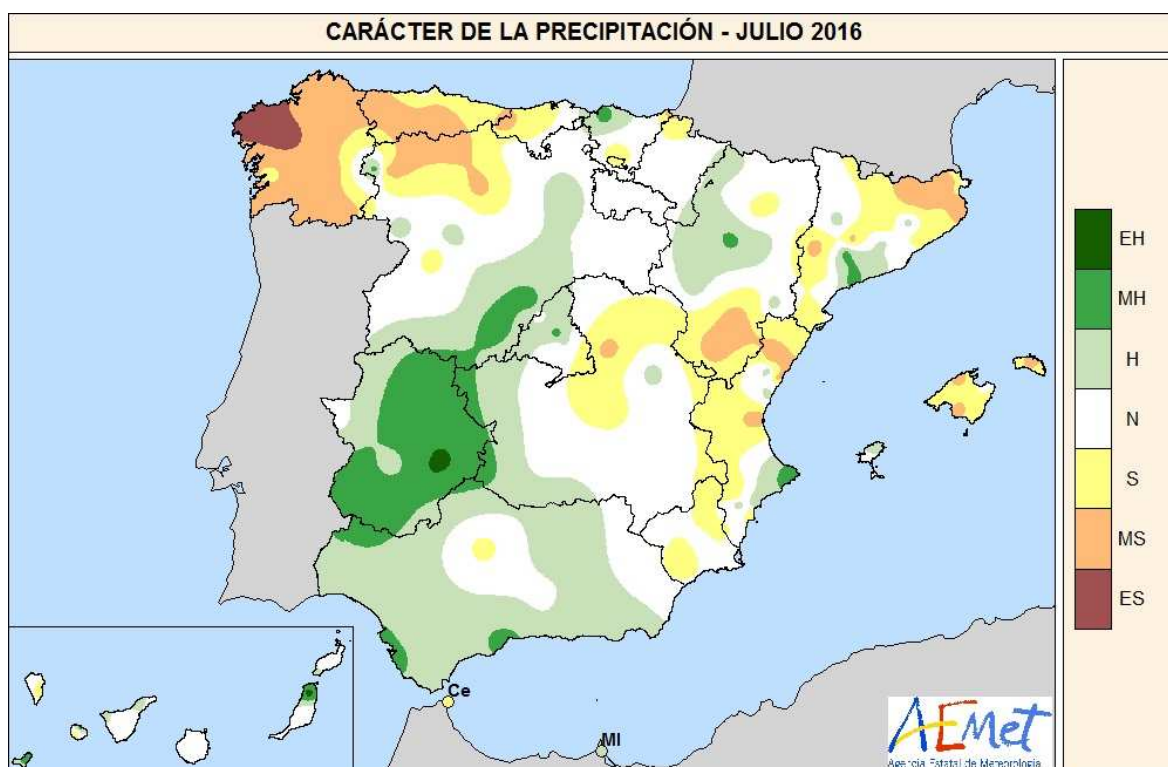 CARÁCTER DE LA PRECIPITACIÓN - JULIO 2016
EH
MH
H
N
S
MS
ES
Ce
Ml
AEMet
Agencia Estatal de Meteorología